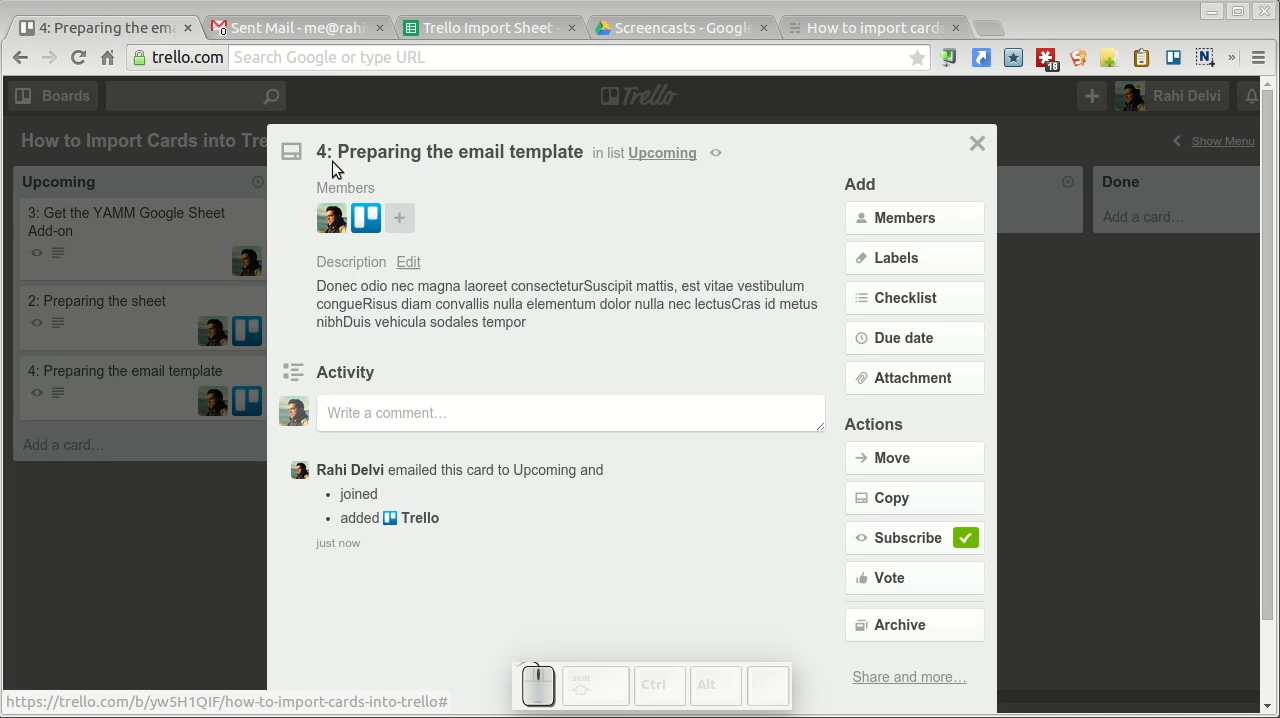 4: Preparing the em
Sent Mail - me@rahi
Trello Import Sheet -
Screencasts - Google
How to import cards
trello.com
Search Google or type URL
18
»
Boards
Trello
Rahi Delvi
How to Import Cards into Tre
Show Menu
Upcoming
3: Get the YAMM Google Sheet
Add-on
2: Preparing the sheet
4: Preparing the email template
Add a card…
4: Preparing the email template in list Upcoming
Members
+
Description Edit
Donec odio nec magna laoreet consecteturSuscipit mattis, est vitae vestibulum
congueRisus diam convallis nulla elementum dolor nulla nec lectusCras id metus
nibhDuis vehicula sodales tempor
Activity
Write a comment…
Rahi Delvi emailed this card to Upcoming and
• joined
• added Trello
just now
Add
Members
Labels
Checklist
Due date
Attachment
Actions
Move
Copy
Subscribe
Vote
Archive
Share and more…
Done
Add a card…
Shift
Ctrl
Alt
https://trello.com/b/yw5H1QIF/how-to-import-cards-into-trello#